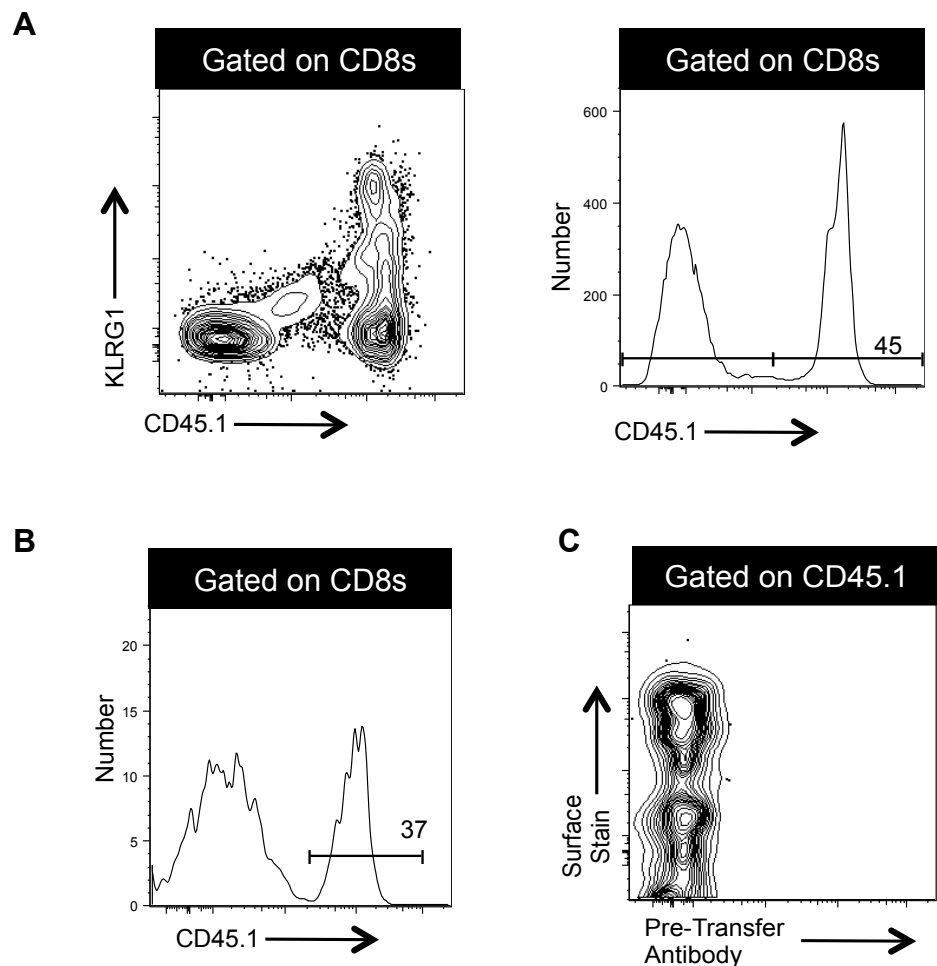 A
Gated on CD8s
KLRG1
CD45.1
Gated on CD8s
600
400
200
0
Number
45
CD45.1
B
Gated on CD8s
20
15
10
5
0
Number
37
CD45.1
C
Gated on CD45.1
Surface
Stain
Pre-Transfer
Antibody